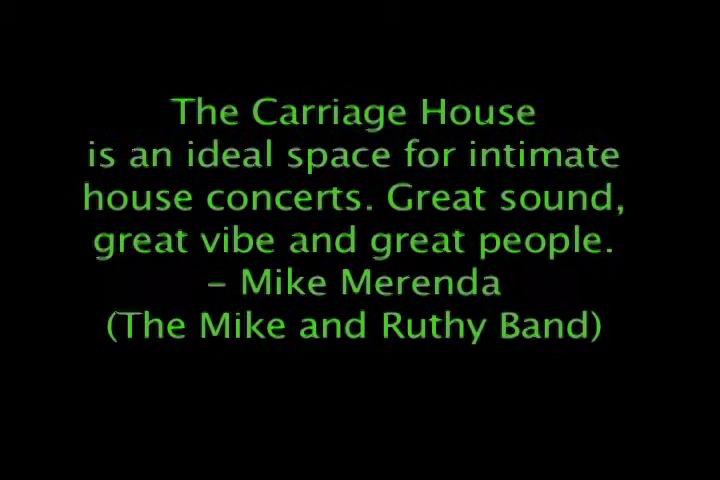 The Carriage House
is an ideal space for intimate
house concerts. Great sound,
great vibe and great people.
– Mike Merenda
(The Mike and Ruthy Band)